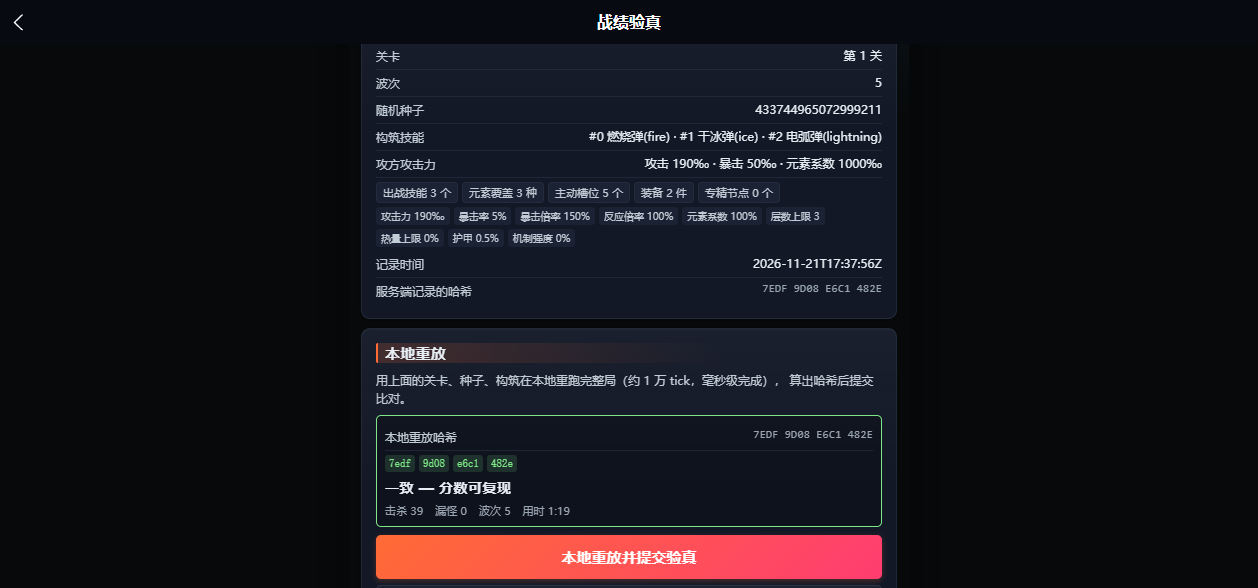 战绩验真
关卡 第 1 关
波次 5
随机种子 433744965072999211
构筑技能 #0 燃烧弹(fire) · #1 干冰弹(ice) · #2 电弧弹(lightning)
攻方攻击力 攻击 190‰ · 暴击 50‰ · 元素系数 1000‰
出战技能 3 个 元素覆盖 3 种 主动槽位 5 个 装备 2 件 专精节点 0 个
攻击力 190‰ 暴击率 5% 暴击倍率 150% 反应倍率 100% 元素系数 100% 层数上限 3
热量上限 0% 护甲 0.5% 机制强度 0%
记录时间 2026-11-21T17:37:56Z
服务端记录的哈希 7EDF 9D08 E6C1 482E
本地重放
用上面的关卡、种子、构筑在本地重跑完整局（约 1 万 tick，毫秒级完成）， 算出哈希后提交
比对。
本地重放哈希 7EDF 9D08 E6C1 482E
7edf 9d08 e6c1 482e
一致 — 分数可复现
击杀 39 漏怪 0 波次 5 用时 1:19
本地重放并提交验真